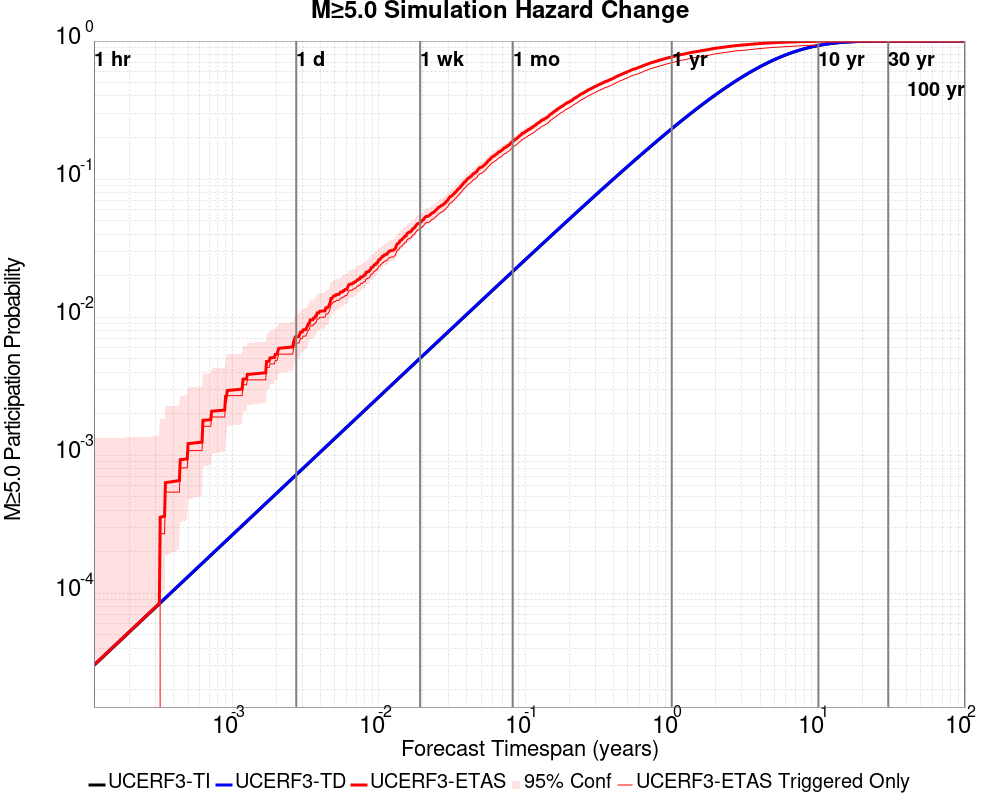 M≥5.0 Simulation Hazard Change
1 hr 1 d 1 wk 1 mo 1 yr 10 yr 30 yr
100 yr
10^0
10^-1
10^-2
10^-3
10^-4
M≥5.0 Participation Probability
10^-3 10^-2 10^-1 10^0 10^1 10^2
Forecast Timespan (years)
UCERF3-TI UCERF3-TD UCERF3-ETAS 95% Conf UCERF3-ETAS Triggered Only